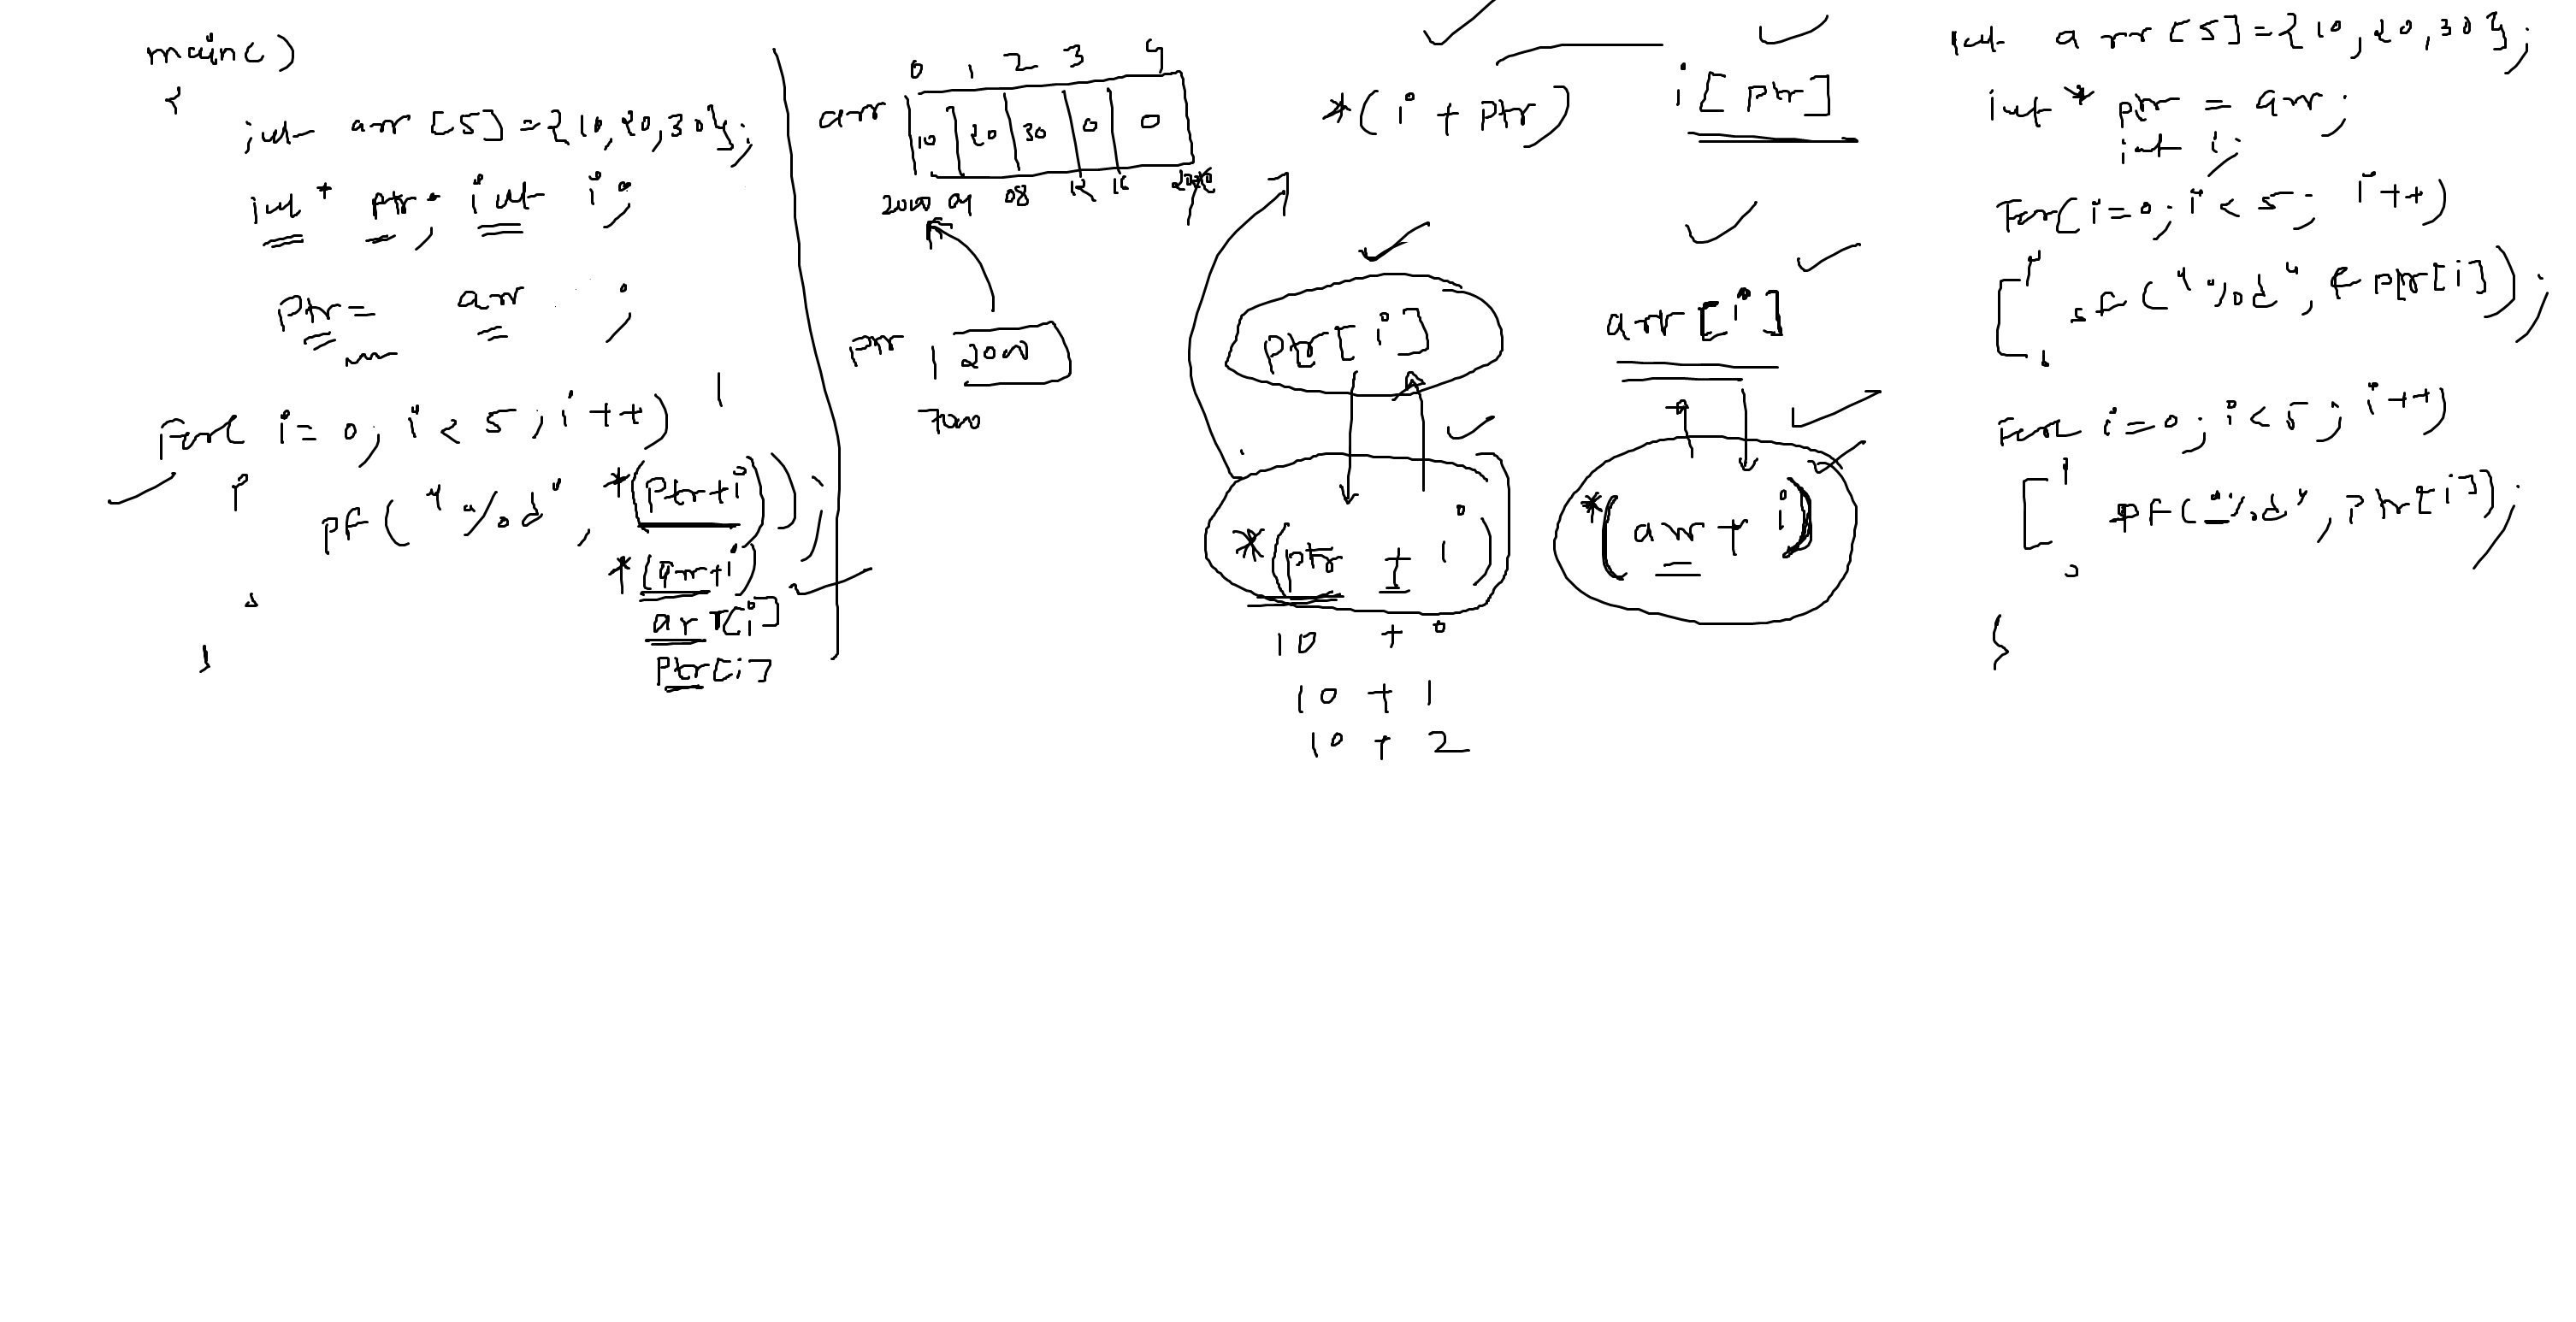 main()
{
int arr[5]={10,20,30};
int* ptr; int i;
ptr= arr ;
For( i=0; i<5; i++)
{
pf("%d", *(ptr+i));
*(arr+i)
arr[i]
ptr[i]
}
}
0 1 2 3 4
arr 10 20 30 0 0
2000 04 08 12 16 2020
ptr 2000
7000
*(i+ptr) i[ptr]
ptr[i] arr[i]
*(ptr + i) *(arr+i)
10 + 0
10 + 1
10 + 2
int arr[5]={10,20,30};
int* ptr = arr;
int i;
For(i=0; i<5; i++)
{
sf("%d", &ptr[i]);
}
For( i=0; i<5; i++)
{
pf("%d", ptr[i]);
}
}